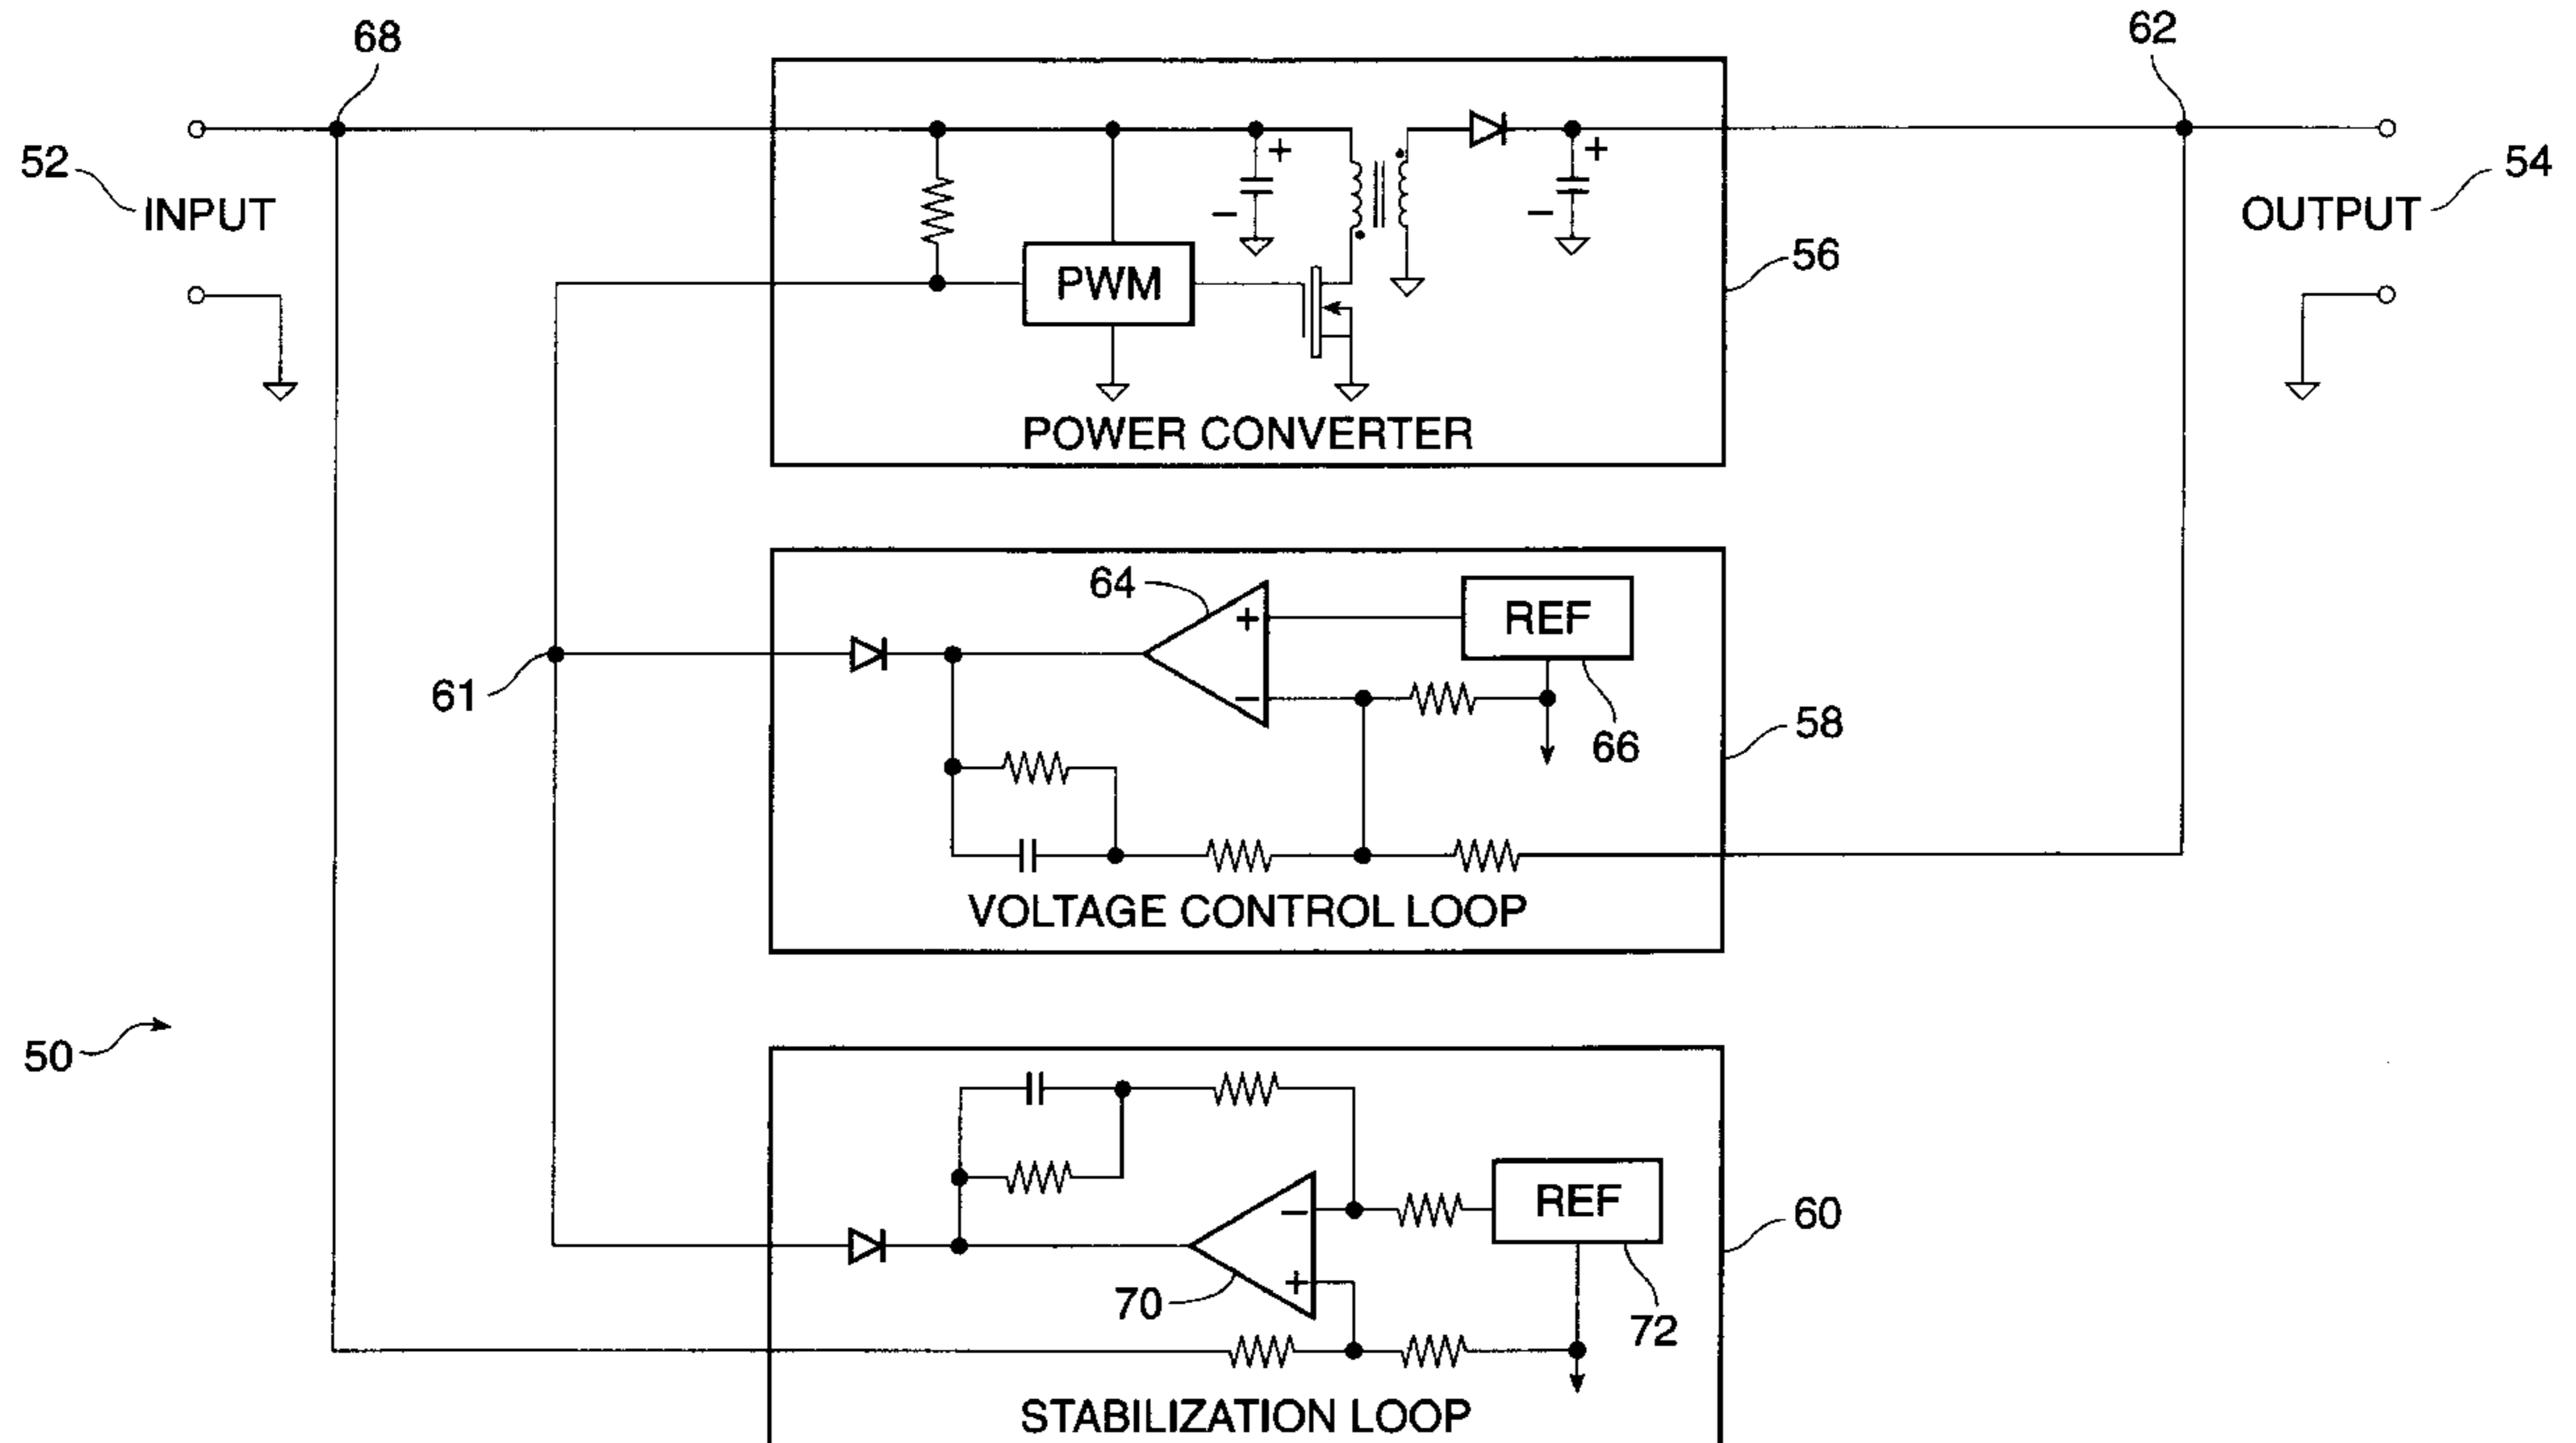 68
62
52
INPUT
+
−
+
−
54
OUTPUT
PWM
56
POWER CONVERTER
64
+
−
REF
66
61
58
VOLTAGE CONTROL LOOP
50
−
+
REF
60
70
72
STABILIZATION LOOP